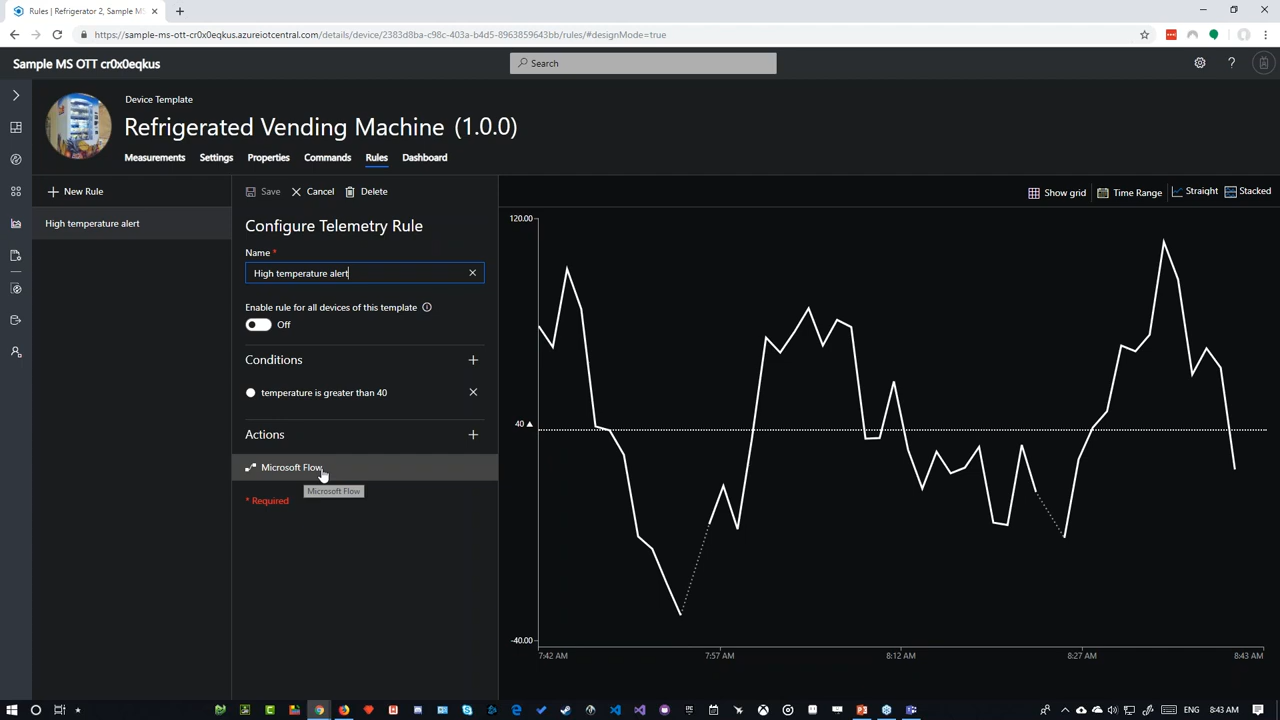 Rules | Refrigerator 2, Sample MS
https://sample-ms-ott-cr0x0eqkus.azureiotcentral.com/details/device/2383d8ba-c98c-403a-b4d5-8963859643bb/rules/#designMode=true
Sample MS OTT cr0x0eqkus
Search
Device Template
Refrigerated Vending Machine (1.0.0)
Measurements Settings Properties Commands Rules Dashboard
New Rule
Save Cancel Delete
Show grid Time Range Straight Stacked
High temperature alert
Configure Telemetry Rule
Name *
High temperature alert
Enable rule for all devices of this template
Off
Conditions
temperature is greater than 40
Actions
Microsoft Flow
Microsoft Flow
* Required
120.00
40
-40.00
7:42 AM 7:57 AM 8:12 AM 8:27 AM 8:43 AM
ENG 8:43 AM